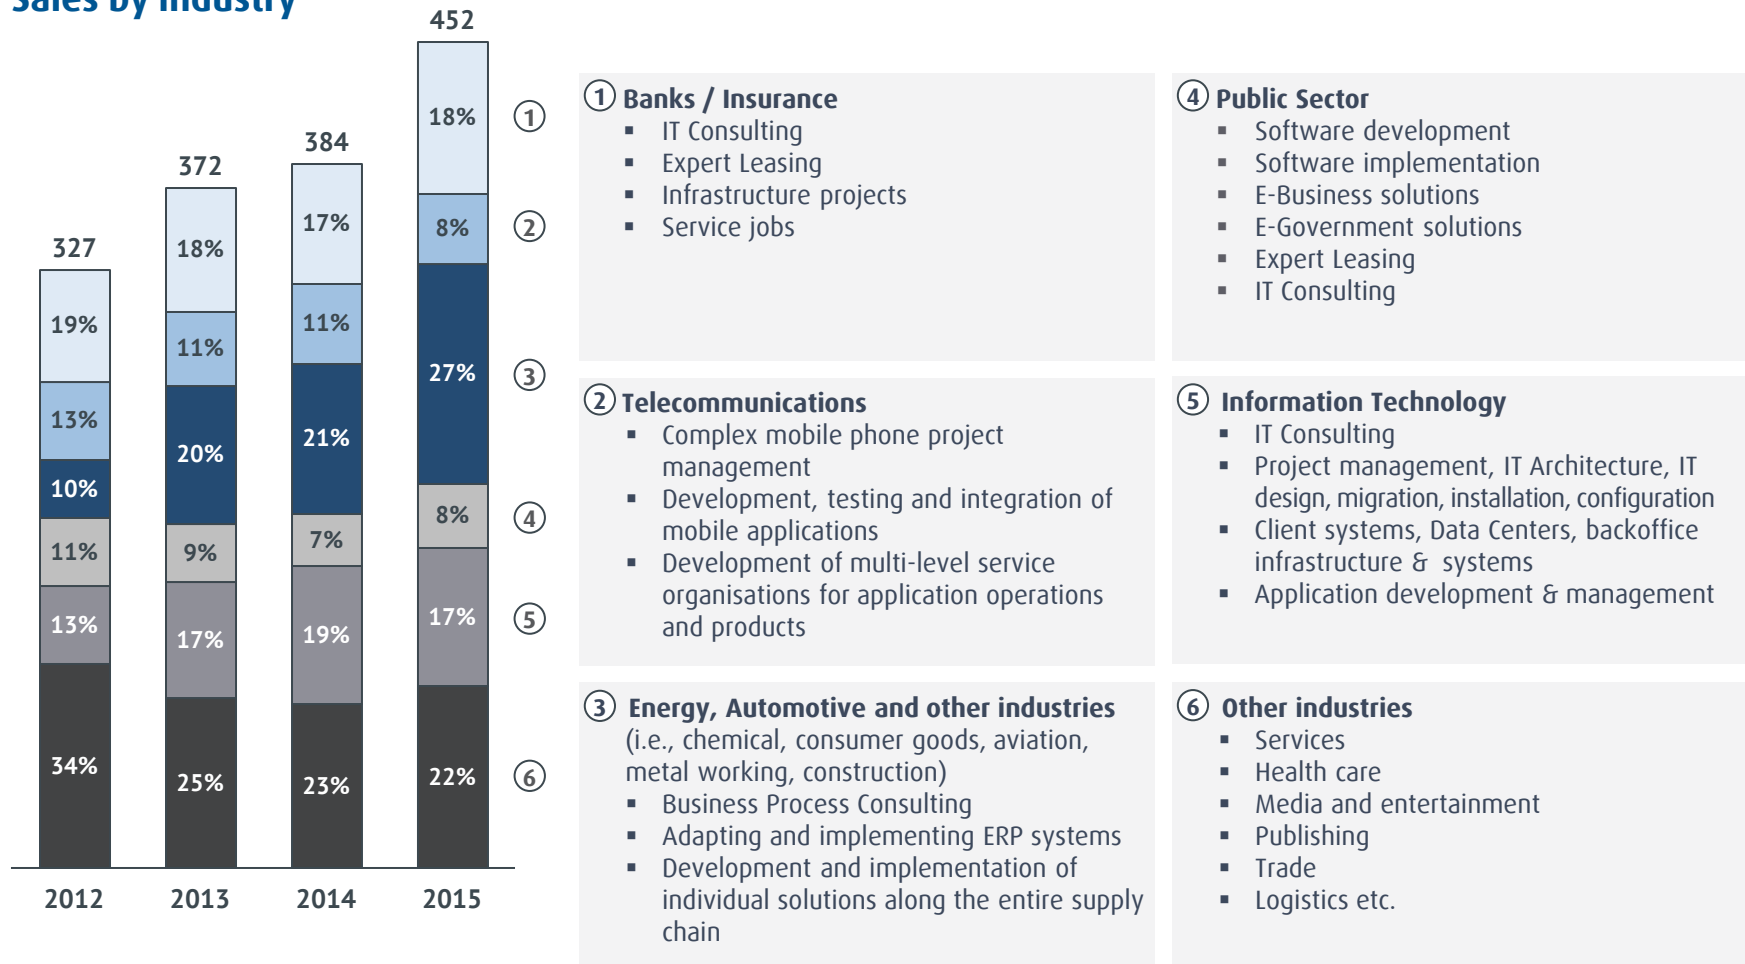 Sales by industry
452
384
372
327
18%
8%
27%
8%
17%
22%
17%
11%
21%
7%
19%
23%
18%
11%
20%
9%
17%
25%
19%
13%
10%
11%
13%
34%
2012 2013 2014 2015
1
2
3
4
5
6
1 Banks / Insurance
▪ IT Consulting
▪ Expert Leasing
▪ Infrastructure projects
▪ Service jobs
2 Telecommunications
▪ Complex mobile phone project
management
▪ Development, testing and integration of
mobile applications
▪ Development of multi-level service
organisations for application operations
and products
3 Energy, Automotive and other industries
(i.e., chemical, consumer goods, aviation,
metal working, construction)
▪ Business Process Consulting
▪ Adapting and implementing ERP systems
▪ Development and implementation of
individual solutions along the entire supply
chain
4 Public Sector
▪ Software development
▪ Software implementation
▪ E-Business solutions
▪ E-Government solutions
▪ Expert Leasing
▪ IT Consulting
5 Information Technology
▪ IT Consulting
▪ Project management, IT Architecture, IT
design, migration, installation, configuration
▪ Client systems, Data Centers, backoffice
infrastructure & systems
▪ Application development & management
6 Other industries
▪ Services
▪ Health care
▪ Media and entertainment
▪ Publishing
▪ Trade
▪ Logistics etc.